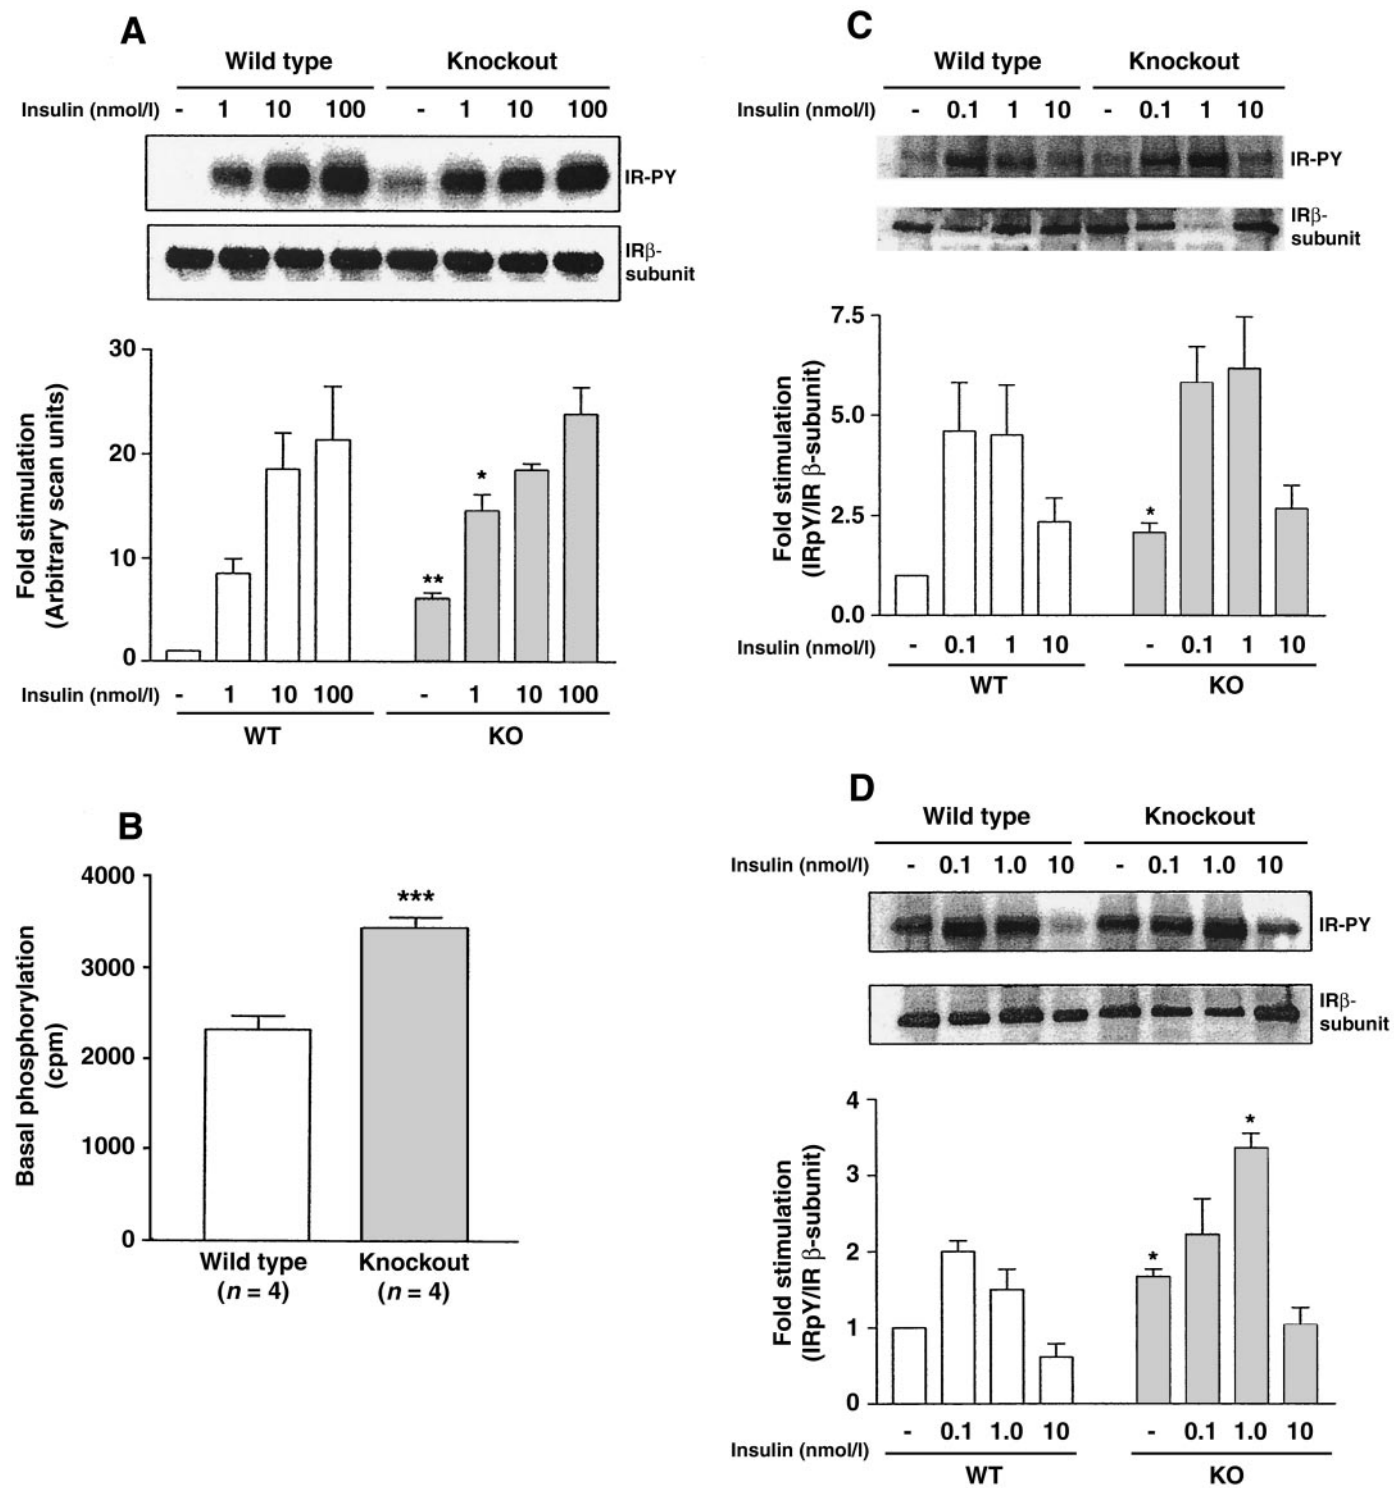 A
Wild type Knockout
Insulin (nmol/l) - 1 10 100 - 1 10 100
IR-PY
IRβ-
subunit
30
20
10
0
Fold stimulation
(Arbitrary scan units)
**
*
Insulin (nmol/l) - 1 10 100 - 1 10 100
WT KO
B
4000
3000
2000
1000
0
Basal phosphorylation
(cpm)
***
Wild type Knockout
(n = 4) (n = 4)
C
Wild type Knockout
Insulin (nmol/l) - 0.1 1 10 - 0.1 1 10
IR-PY
IRβ-
subunit
7.5
5.0
2.5
0.0
Fold stimulation
(IRpY/IR β-subunit)
*
Insulin (nmol/l) - 0.1 1 10 - 0.1 1 10
WT KO
D
Wild type Knockout
Insulin (nmol/l) - 0.1 1.0 10 - 0.1 1.0 10
IR-PY
IRβ-
subunit
4
3
2
1
0
Fold stimulation
(IRpY/IR β-subunit)
*
*
- 0.1 1.0 10 - 0.1 1.0 10
Insulin (nmol/l)
WT KO